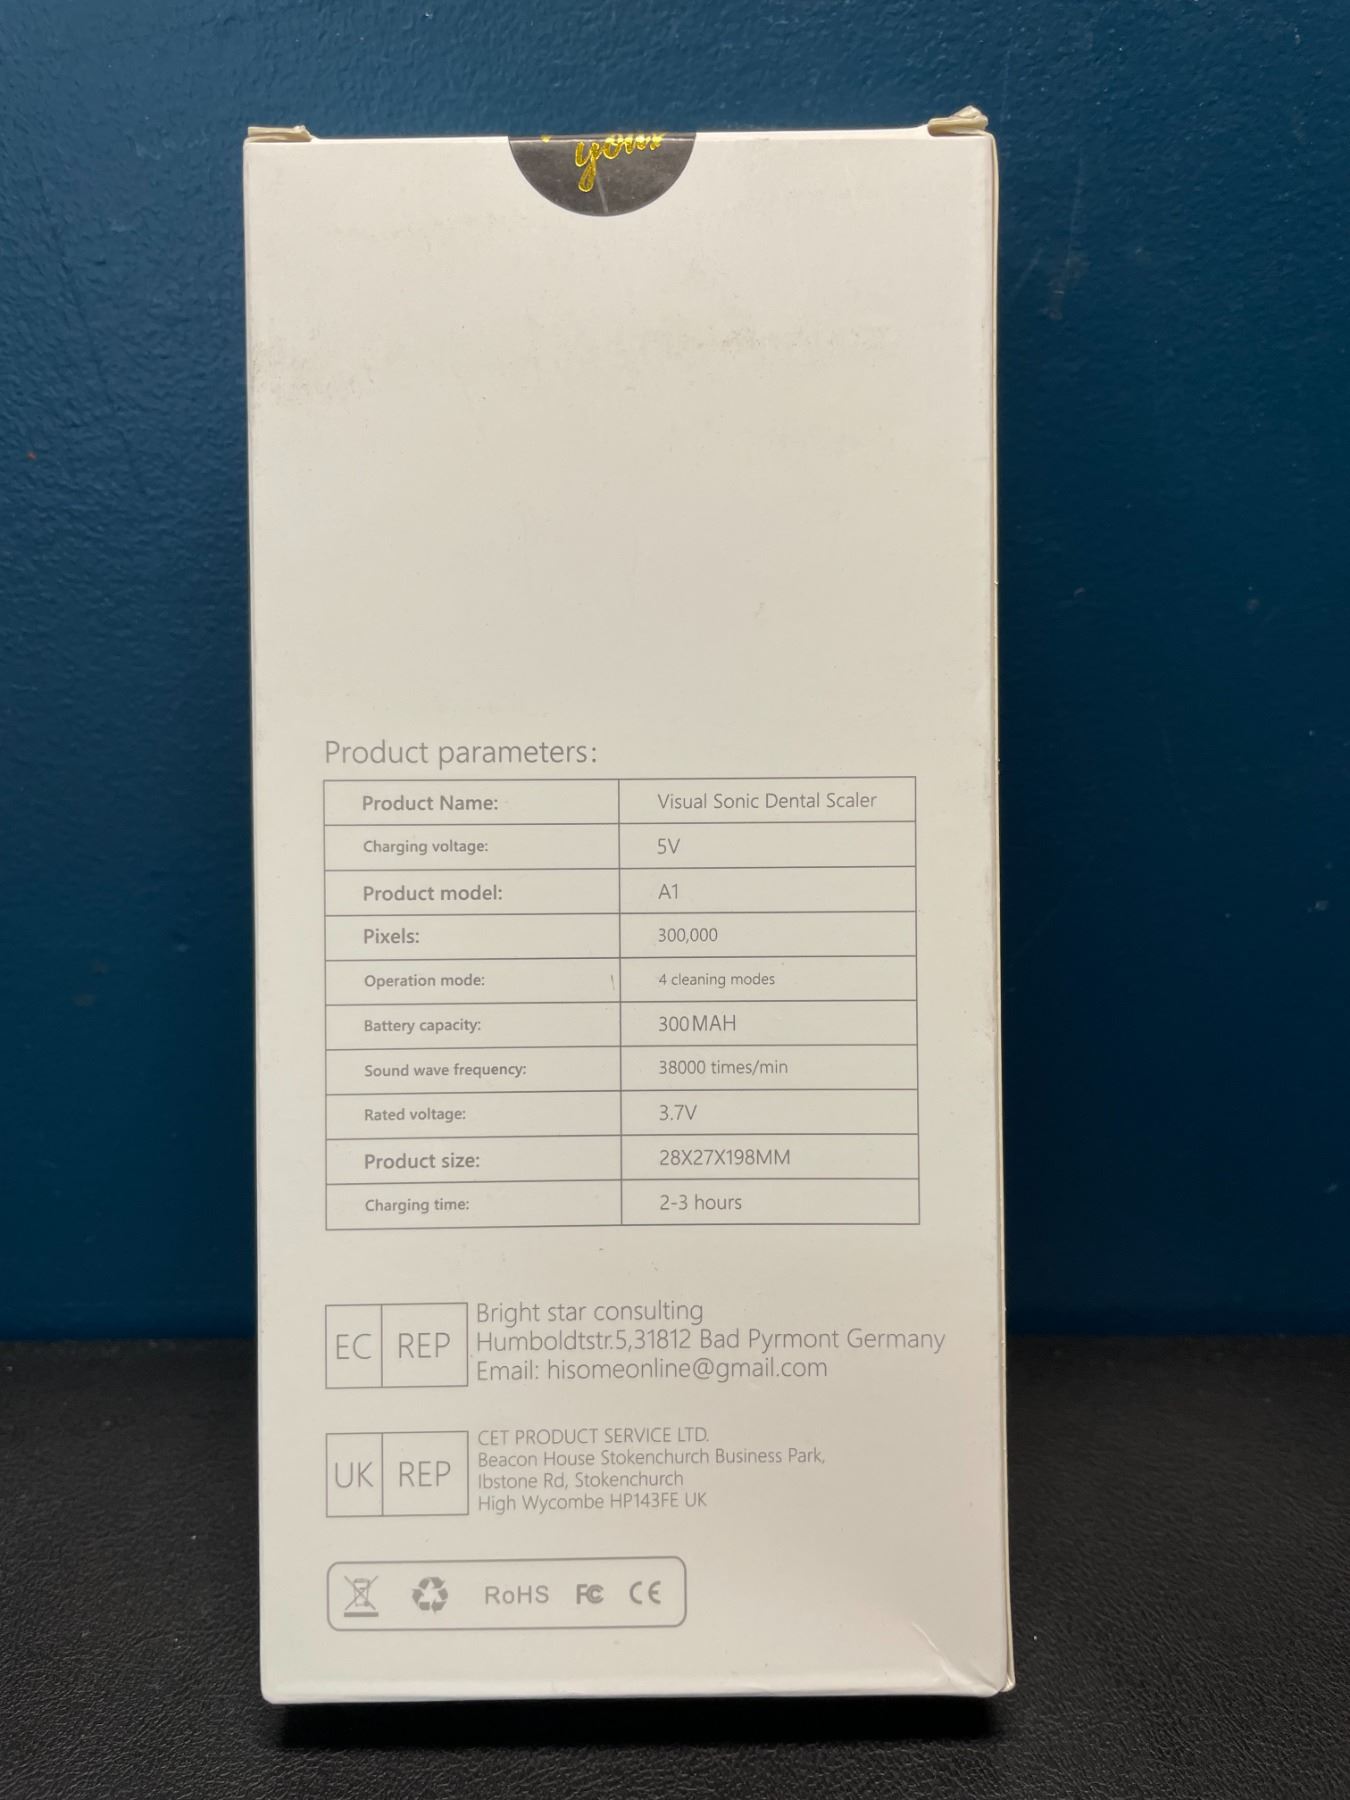 your
Product parameters:
Product Name: Visual Sonic Dental Scaler
Charging voltage: 5V
Product model: A1
Pixels: 300,000
Operation mode: 4 cleaning modes
Battery capacity: 300MAH
Sound wave frequency: 38000 times/min
Rated voltage: 3.7V
Product size: 28X27X198MM
Charging time: 2-3 hours
EC REP
Bright star consulting
Humboldtstr.5,31812 Bad Pyrmont Germany
Email: hisomeonline@gmail.com
UK REP
CET PRODUCT SERVICE LTD.
Beacon House Stokenchurch Business Park,
Ibstone Rd, Stokenchurch
High Wycombe HP143FE UK
RoHS FC CE